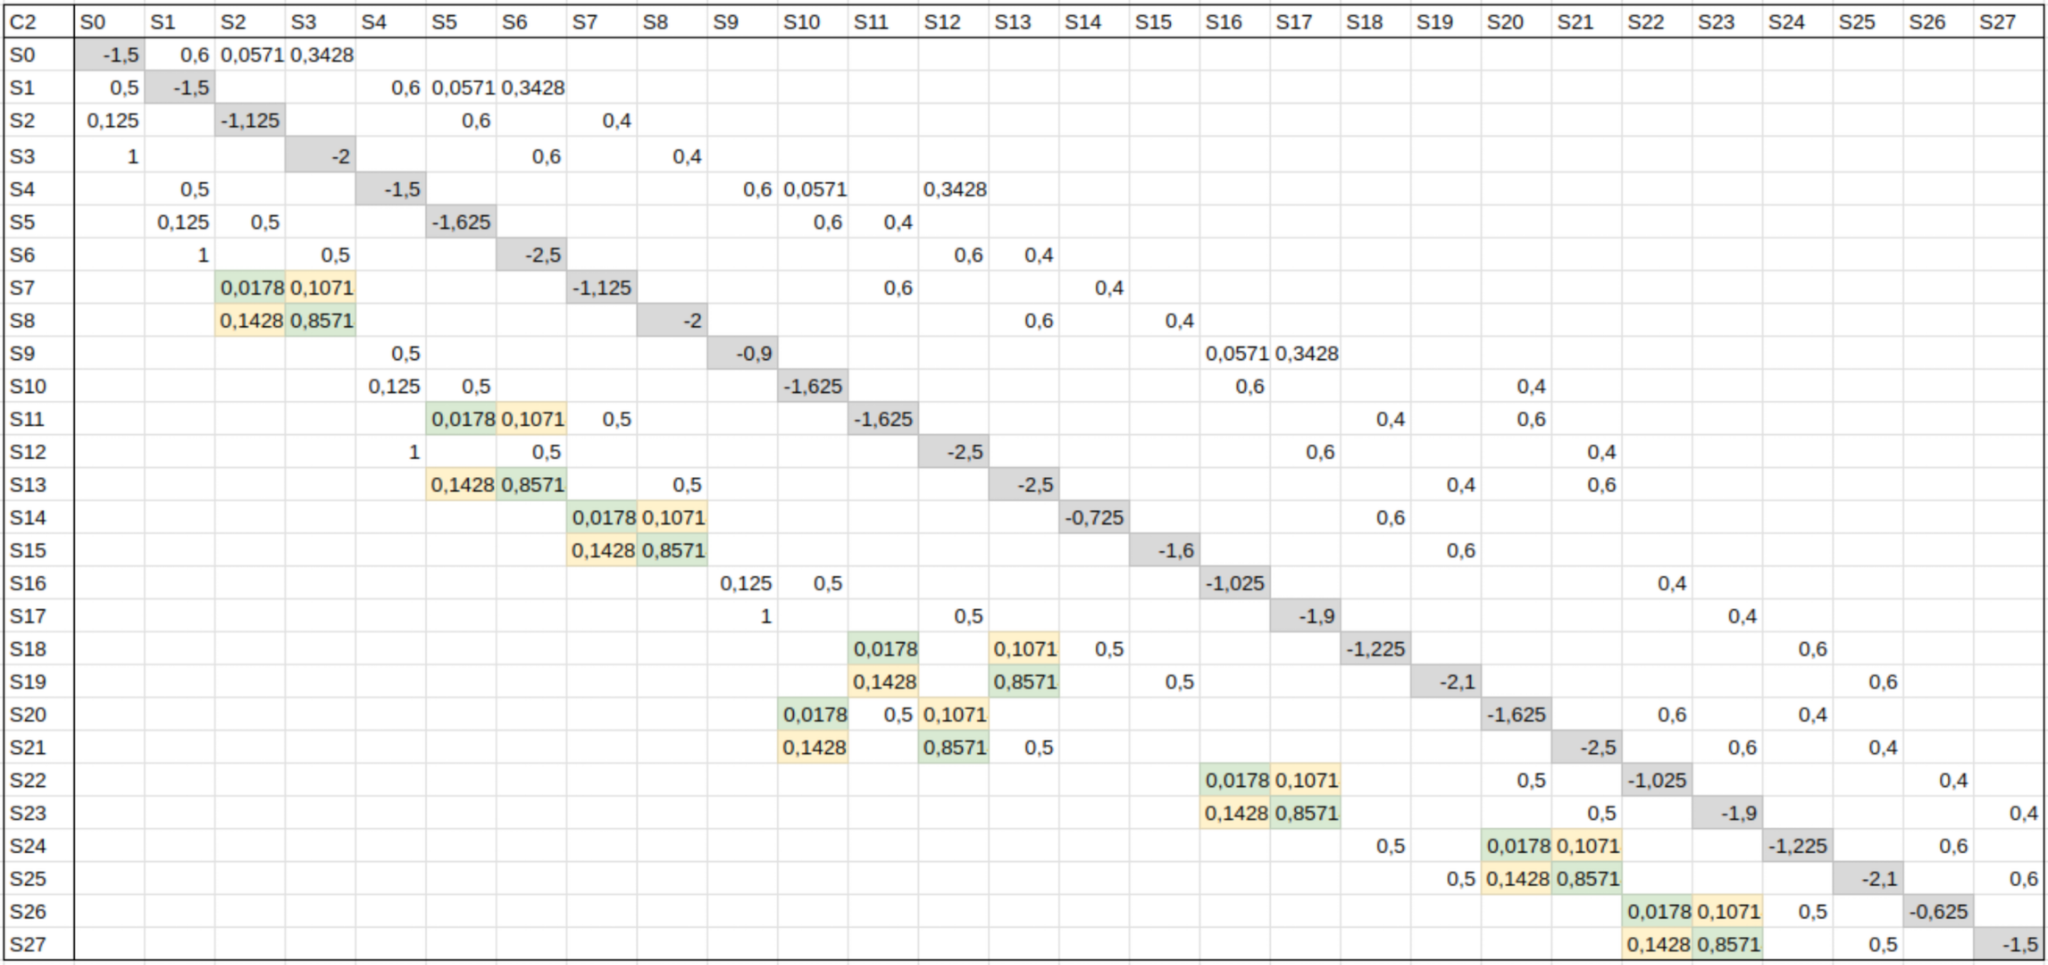 C2 S0 S1 S2 S3 S4 S5 S6 S7 S8 S9 S10 S11 S12 S13 S14 S15 S16 S17 S18 S19 S20 S21 S22 S23 S24 S25 S26 S27
S0 -1,5 0,6 0,0571 0,3428
S1 0,5 -1,5 0,6 0,0571 0,3428
S2 0,125 -1,125 0,6 0,4
S3 1 -2 0,6 0,4
S4 0,5 -1,5 0,6 0,0571 0,3428
S5 0,125 0,5 -1,625 0,6 0,4
S6 1 0,5 -2,5 0,6 0,4
S7 0,0178 0,1071 -1,125 0,6 0,4
S8 0,1428 0,8571 -2 0,6 0,4
S9 0,5 -0,9 0,0571 0,3428
S10 0,125 0,5 -1,625 0,6 0,4
S11 0,0178 0,1071 0,5 -1,625 0,4 0,6
S12 1 0,5 -2,5 0,6 0,4
S13 0,1428 0,8571 0,5 -2,5 0,4 0,6
S14 0,0178 0,1071 -0,725 0,6
S15 0,1428 0,8571 -1,6 0,6
S16 0,125 0,5 -1,025 0,4
S17 1 0,5 -1,9 0,4
S18 0,0178 0,1071 0,5 -1,225 0,6
S19 0,1428 0,8571 0,5 -2,1 0,6
S20 0,0178 0,5 0,1071 -1,625 0,6 0,4
S21 0,1428 0,8571 0,5 -2,5 0,6 0,4
S22 0,0178 0,1071 0,5 -1,025 0,4
S23 0,1428 0,8571 0,5 -1,9 0,4
S24 0,5 0,0178 0,1071 -1,225 0,6
S25 0,5 0,1428 0,8571 -2,1 0,6
S26 0,0178 0,1071 0,5 -0,625
S27 0,1428 0,8571 0,5 -1,5